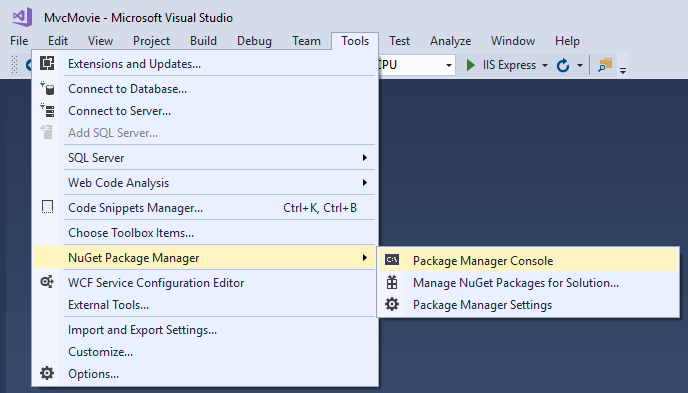 MvcMovie - Microsoft Visual Studio
File Edit View Project Build Debug Team Tools Test Analyze Window Help
CPU IIS Express
Extensions and Updates...
Connect to Database...
Connect to Server...
Add SQL Server...
SQL Server
Web Code Analysis
Code Snippets Manager... Ctrl+K, Ctrl+B
Choose Toolbox Items...
NuGet Package Manager
C:\ Package Manager Console
WCF Service Configuration Editor
Manage NuGet Packages for Solution...
External Tools...
Package Manager Settings
Import and Export Settings...
Customize...
Options...